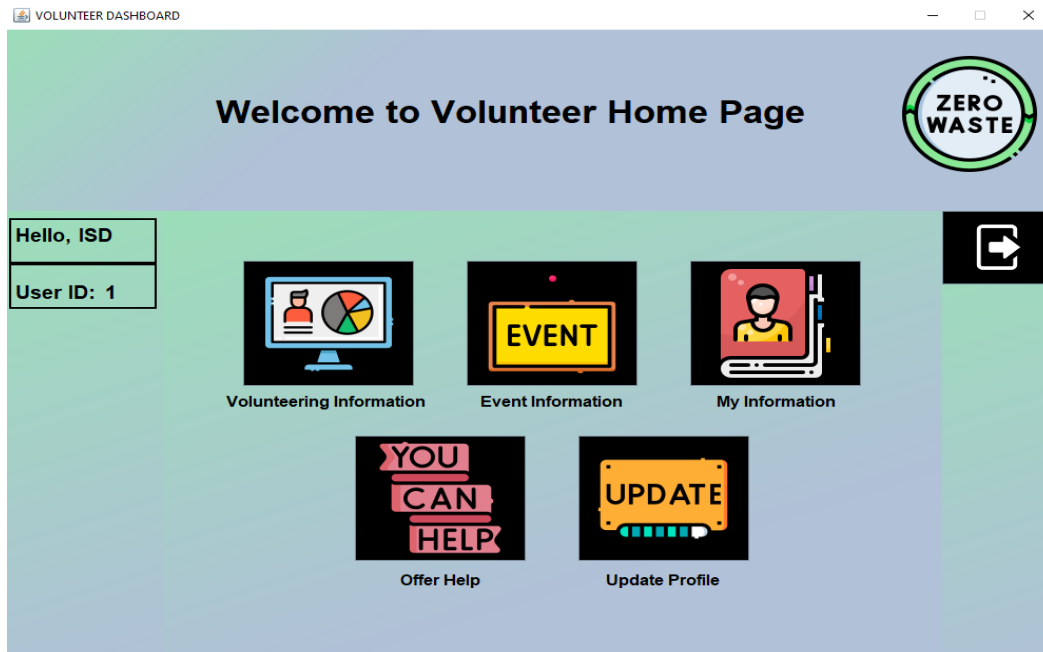 VOLUNTEER DASHBOARD
Welcome to Volunteer Home Page
ZERO
WASTE
Hello, ISD
User ID: 1
EVENT
Volunteering Information
Event Information
My Information
YOU
CAN
HELP
UPDATE
Offer Help
Update Profile